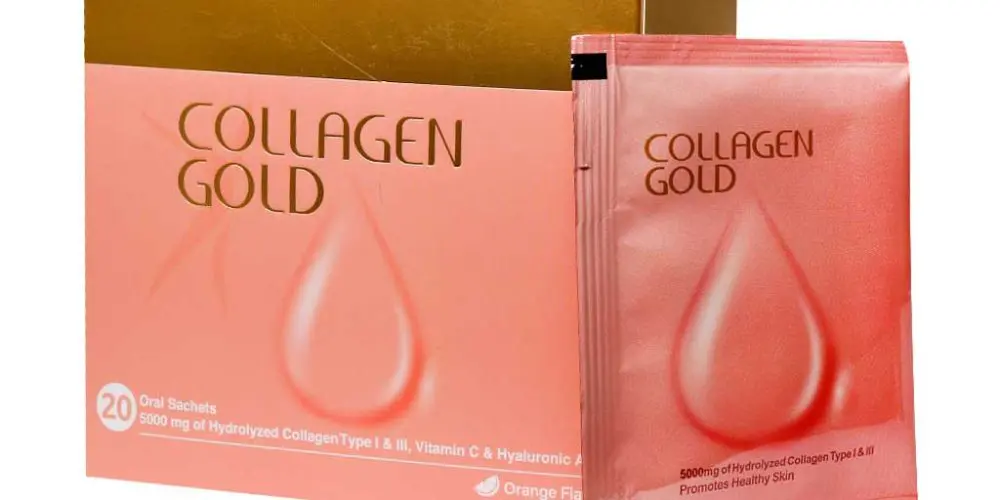 COLLAGEN
GOLD
20
Oral Sachets
5000 mg of Hydrolyzed Collagen Type I & III, Vitamin C & Hyaluronic A
Orange Fla
COLLAGEN
GOLD
5000mg of Hydrolyzed Collagen Type I & III
Promotes Healthy Skin